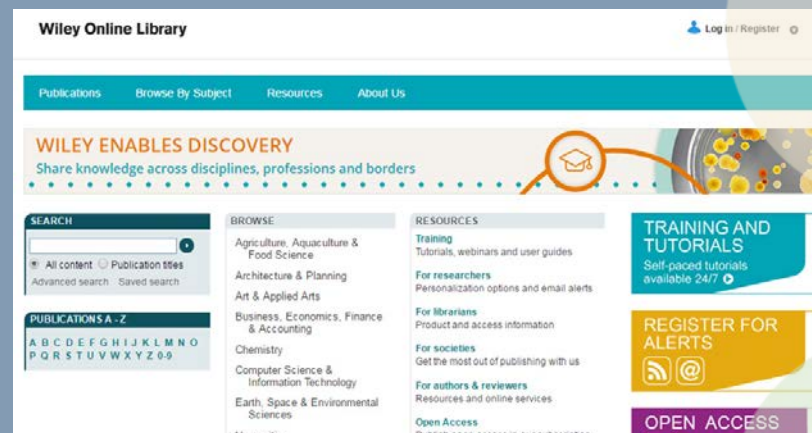 Wiley Online Library
Log in / Register
Publications Browse By Subject Resources About Us
WILEY ENABLES DISCOVERY
Share knowledge across disciplines, professions and borders
SEARCH
All content Publication titles
Advanced search Saved search
PUBLICATIONS A - Z
A B C D E F G H I J K L M N O
P Q R S T U V W X Y Z 0-9
BROWSE
Agriculture, Aquaculture &
Food Science
Architecture & Planning
Art & Applied Arts
Business, Economics, Finance
& Accounting
Chemistry
Computer Science &
Information Technology
Earth, Space & Environmental
Sciences
RESOURCES
Training
Tutorials, webinars and user guides
For researchers
Personalization options and email alerts
For librarians
Product and access information
For societies
Get the most out of publishing with us
For authors & reviewers
Resources and online services
Open Access
TRAINING AND
TUTORIALS
Self-paced tutorials
available 24/7
REGISTER FOR
ALERTS
@
OPEN ACCESS